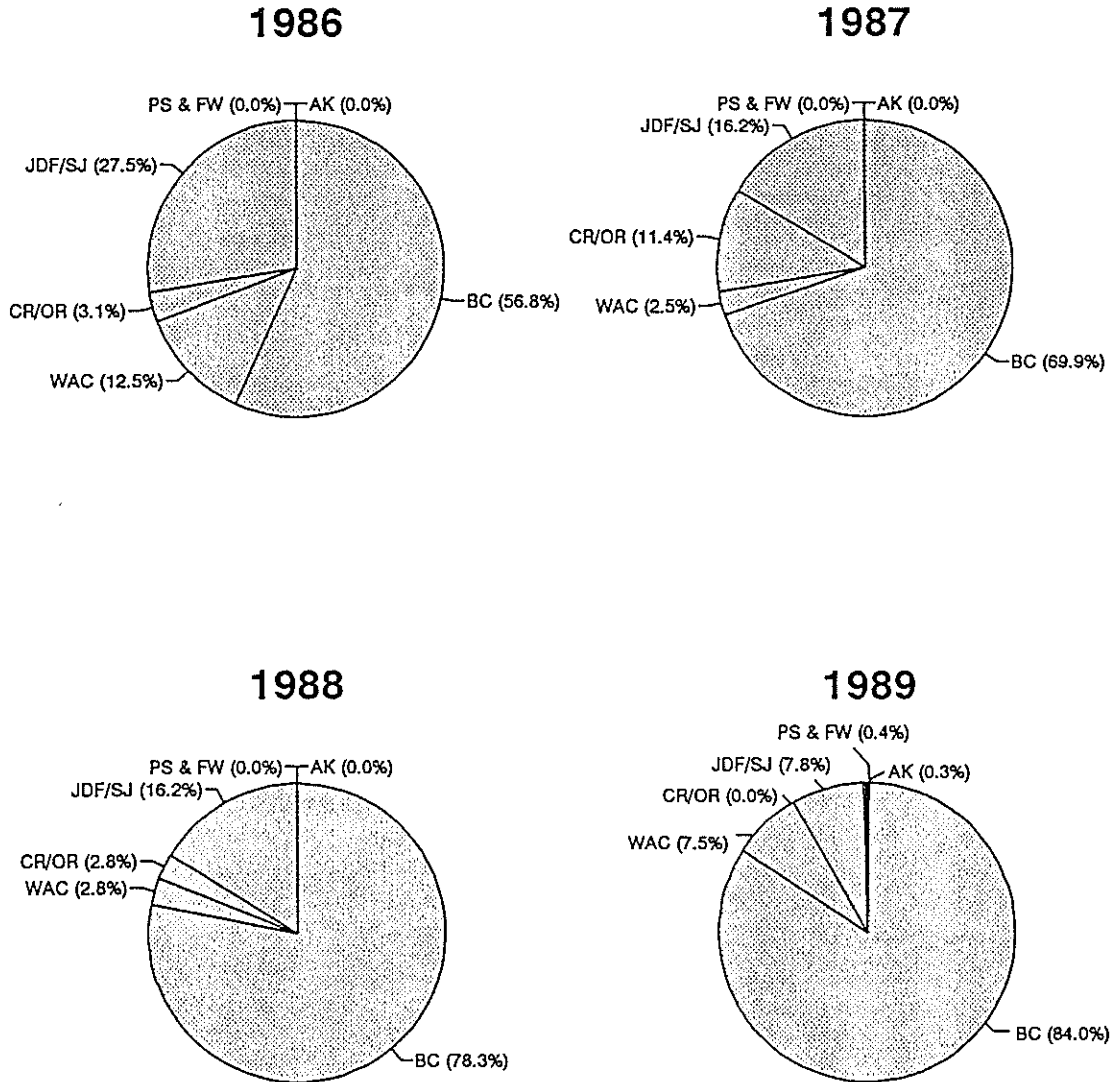 1986
PS & FW (0.0%) AK (0.0%)
JDF/SJ (27.5%)
CR/OR (3.1%)
BC (56.8%)
WAC (12.5%)
1987
PS & FW (0.0%) AK (0.0%)
JDF/SJ (16.2%)
CR/OR (11.4%)
WAC (2.5%)
BC (69.9%)
1988
PS & FW (0.0%) AK (0.0%)
JDF/SJ (16.2%)
CR/OR (2.8%)
WAC (2.8%)
BC (78.3%)
1989
PS & FW (0.4%)
JDF/SJ (7.8%)
AK (0.3%)
CR/OR (0.0%)
WAC (7.5%)
BC (84.0%)